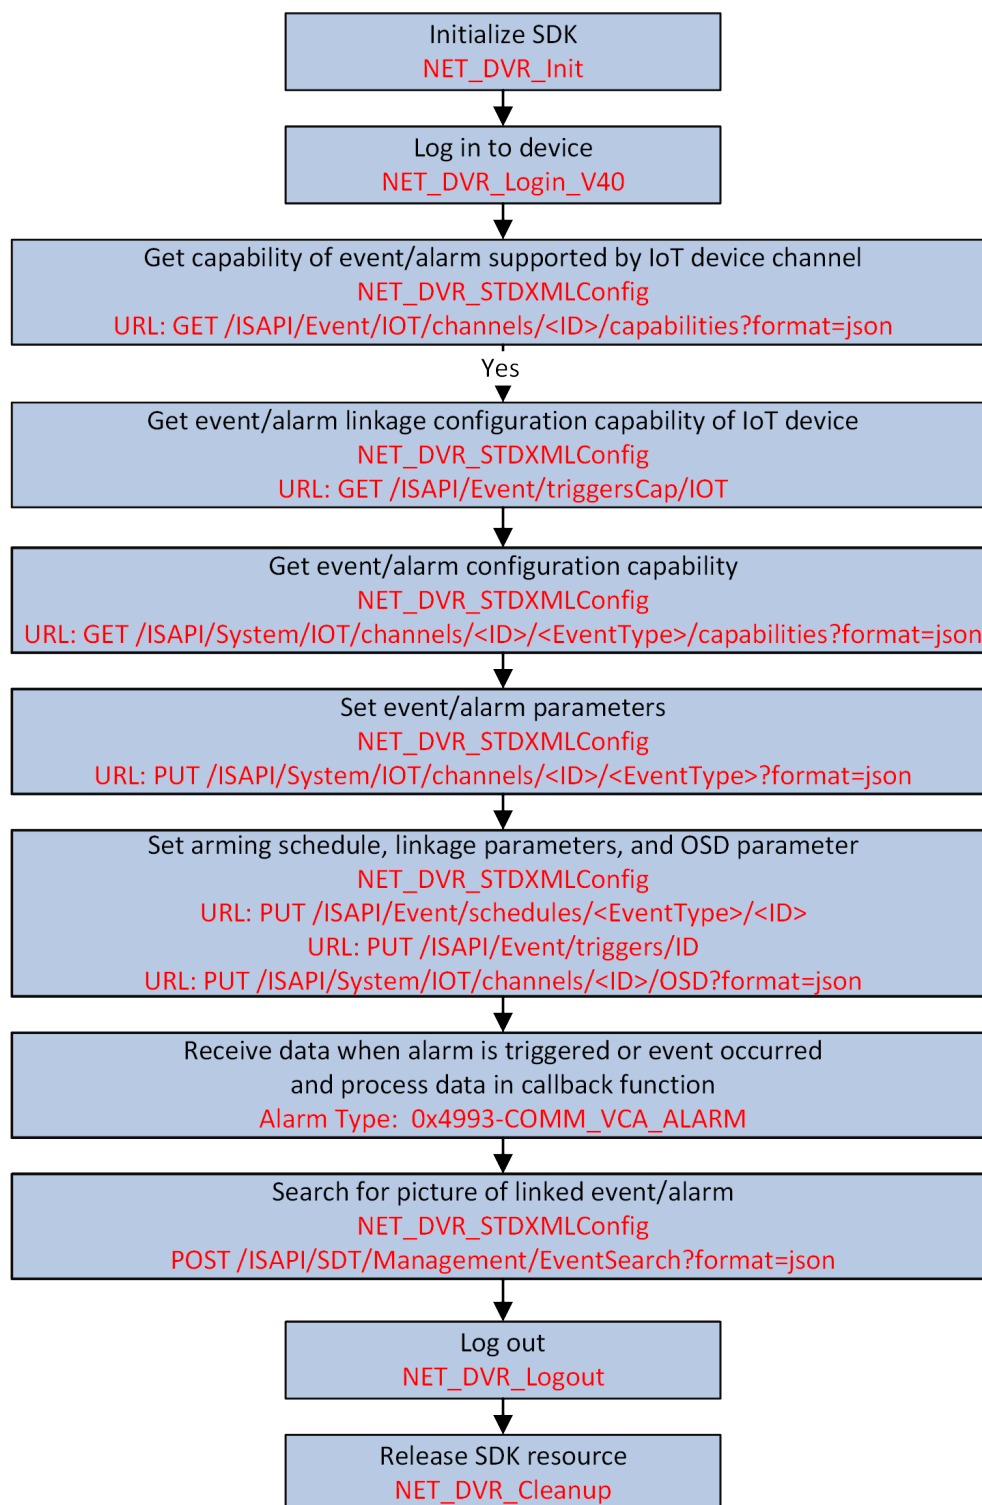 Initialize SDK
NET_DVR_Init
Log in to device
NET_DVR_Login_V40
Get capability of event/alarm supported by IoT device channel
NET_DVR_STDXMLConfig
URL: GET /ISAPI/Event/IOT/channels/<ID>/capabilities?format=json
Yes
Get event/alarm linkage configuration capability of IoT device
NET_DVR_STDXMLConfig
URL: GET /ISAPI/Event/triggersCap/IOT
Get event/alarm configuration capability
NET_DVR_STDXMLConfig
URL: GET /ISAPI/System/IOT/channels/<ID>/<EventType>/capabilities?format=json
Set event/alarm parameters
NET_DVR_STDXMLConfig
URL: PUT /ISAPI/System/IOT/channels/<ID>/<EventType>?format=json
Set arming schedule, linkage parameters, and OSD parameter
NET_DVR_STDXMLConfig
URL: PUT /ISAPI/Event/schedules/<EventType>/<ID>
URL: PUT /ISAPI/Event/triggers/ID
URL: PUT /ISAPI/System/IOT/channels/<ID>/OSD?format=json
Receive data when alarm is triggered or event occurred
and process data in callback function
Alarm Type:  0x4993-COMM_VCA_ALARM
Search for picture of linked event/alarm
NET_DVR_STDXMLConfig
POST /ISAPI/SDT/Management/EventSearch?format=json
Log out
NET_DVR_Logout
Release SDK resource
NET_DVR_Cleanup